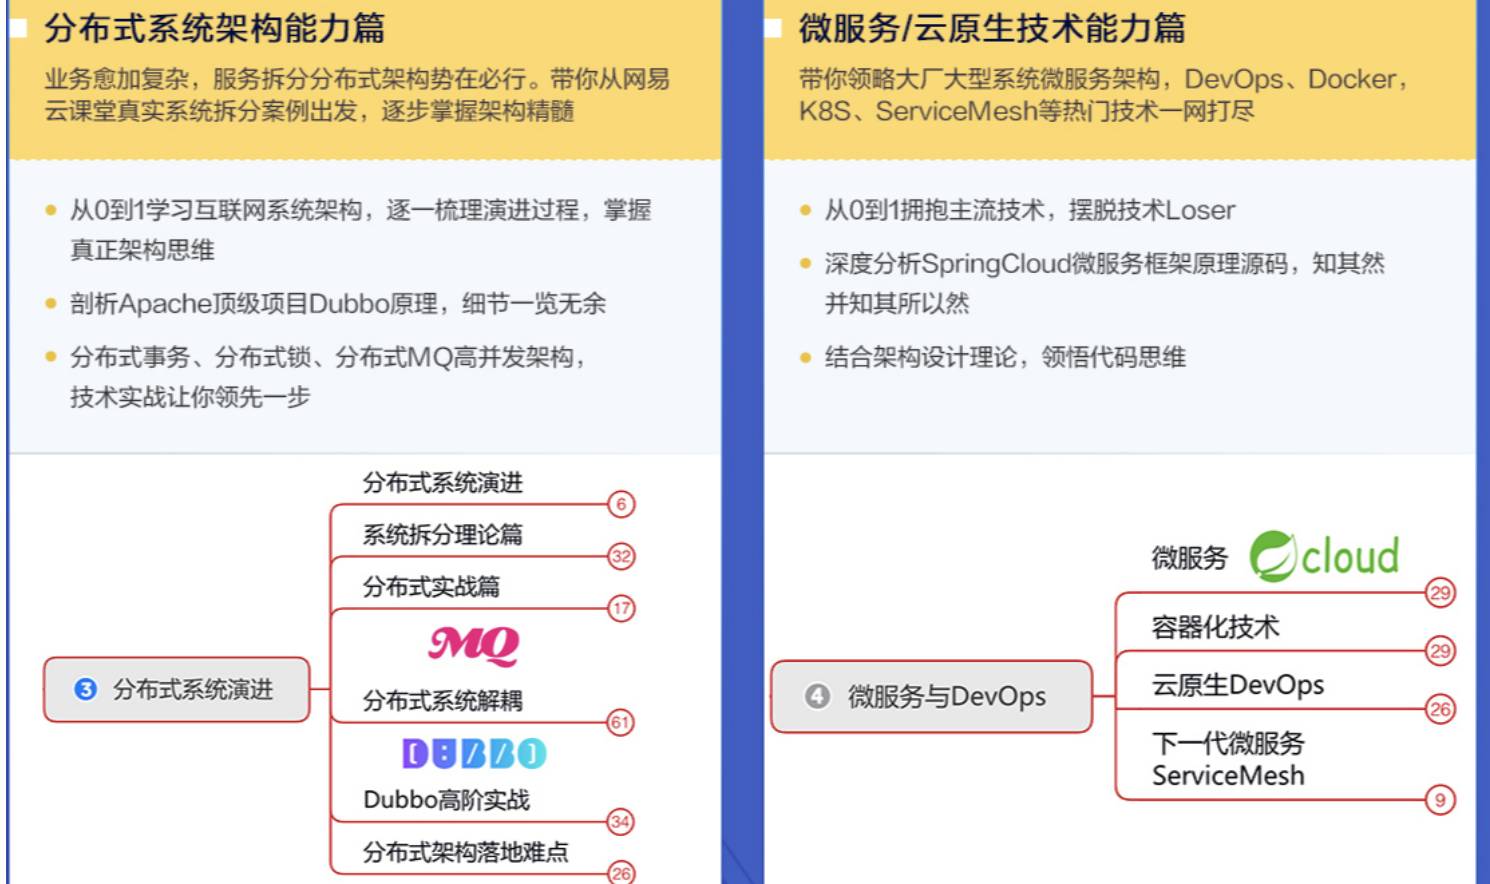 分布式系统架构能力篇
业务愈加复杂，服务拆分分布式架构势在必行。带你从网易
云课堂真实系统拆分案例出发，逐步掌握架构精髓
从0到1学习互联网系统架构，逐一梳理演进过程，掌握
真正架构思维
剖析Apache顶级项目Dubbo原理，细节一览无余
分布式事务、分布式锁、分布式MQ高并发架构，
技术实战让你领先一步
3 分布式系统演进
分布式系统演进
6
系统拆分理论篇
32
分布式实战篇
17
MQ
分布式系统解耦
61
DUBBO
Dubbo高阶实战
34
分布式架构落地难点
26
微服务/云原生技术能力篇
带你领略大厂大型系统微服务架构，DevOps、Docker，
K8S、ServiceMesh等热门技术一网打尽
从0到1拥抱主流技术，摆脱技术Loser
深度分析SpringCloud微服务框架原理源码，知其然
并知其所以然
结合架构设计理论，领悟代码思维
4 微服务与DevOps
微服务 cloud
29
容器化技术
29
云原生DevOps
26
下一代微服务
ServiceMesh
9